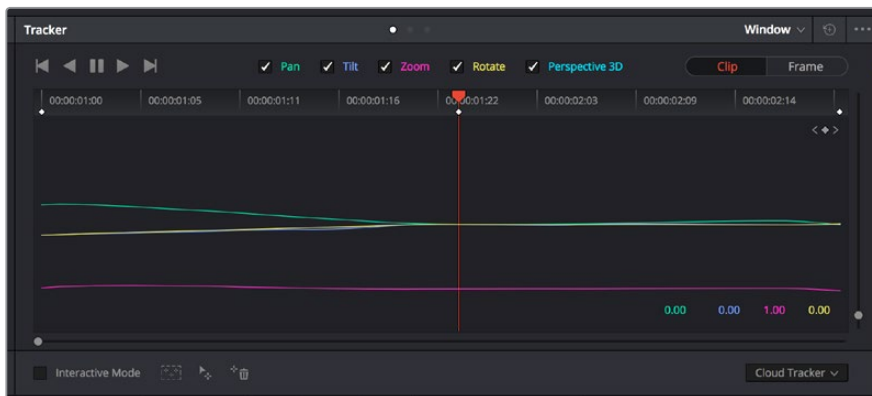 Tracker
Window
Pan
Tilt
Zoom
Rotate
Perspective 3D
Clip
Frame
00:00:01:00
00:00:01:05
00:00:01:11
00:00:01:16
00:00:01:22
00:00:02:03
00:00:02:09
00:00:02:14
0.00
0.00
1.00
0.00
Interactive Mode
Cloud Tracker